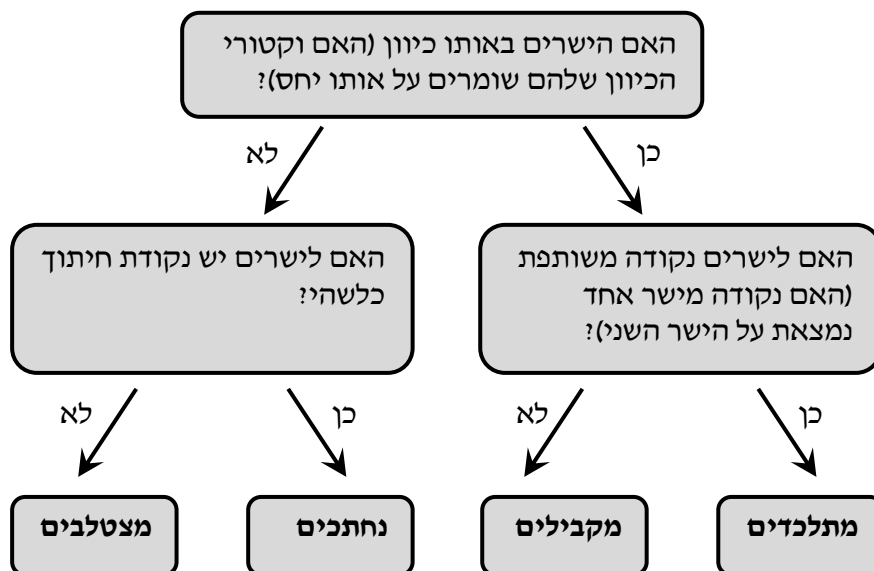 האם הישרים באותו כיוון (האם וקטורי
הכיוון שלהם שומרים על אותו יחס)?
כן
לא
האם לישרים נקודה משותפת
(האם נקודה מישר אחד
נמצאת על הישר השני)?
האם לישרים יש נקודת חיתוך
כלשהי?
כן
לא
כן
לא
מתלכדים
מקבילים
נחתכים
מצטלבים